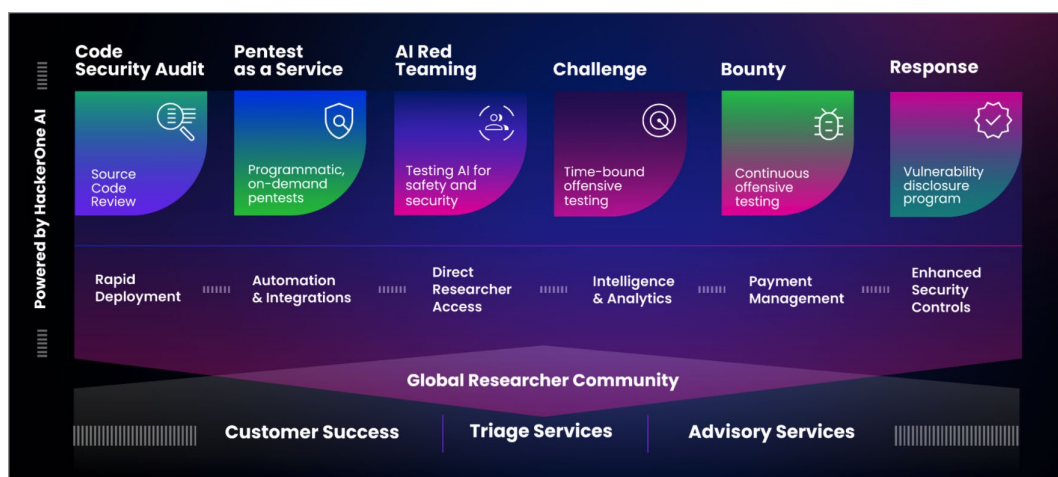 Powered by HackerOne AI
Code
Security Audit
Pentest
as a Service
AI Red
Teaming
Challenge
Bounty
Response
Source
Code
Review
Programmatic,
on-demand
pentests
Testing AI for
safety and
security
Time-bound
offensive
testing
Continuous
offensive
testing
Vulnerability
disclosure
program
Rapid
Deployment
Automation
& Integrations
Direct
Researcher
Access
Intelligence
& Analytics
Payment
Management
Enhanced
Security
Controls
Global Researcher Community
Customer Success
Triage Services
Advisory Services